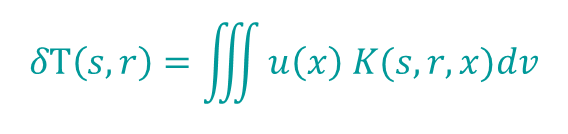 δT(s, r) = ∭ u(x) K(s, r, x)dv